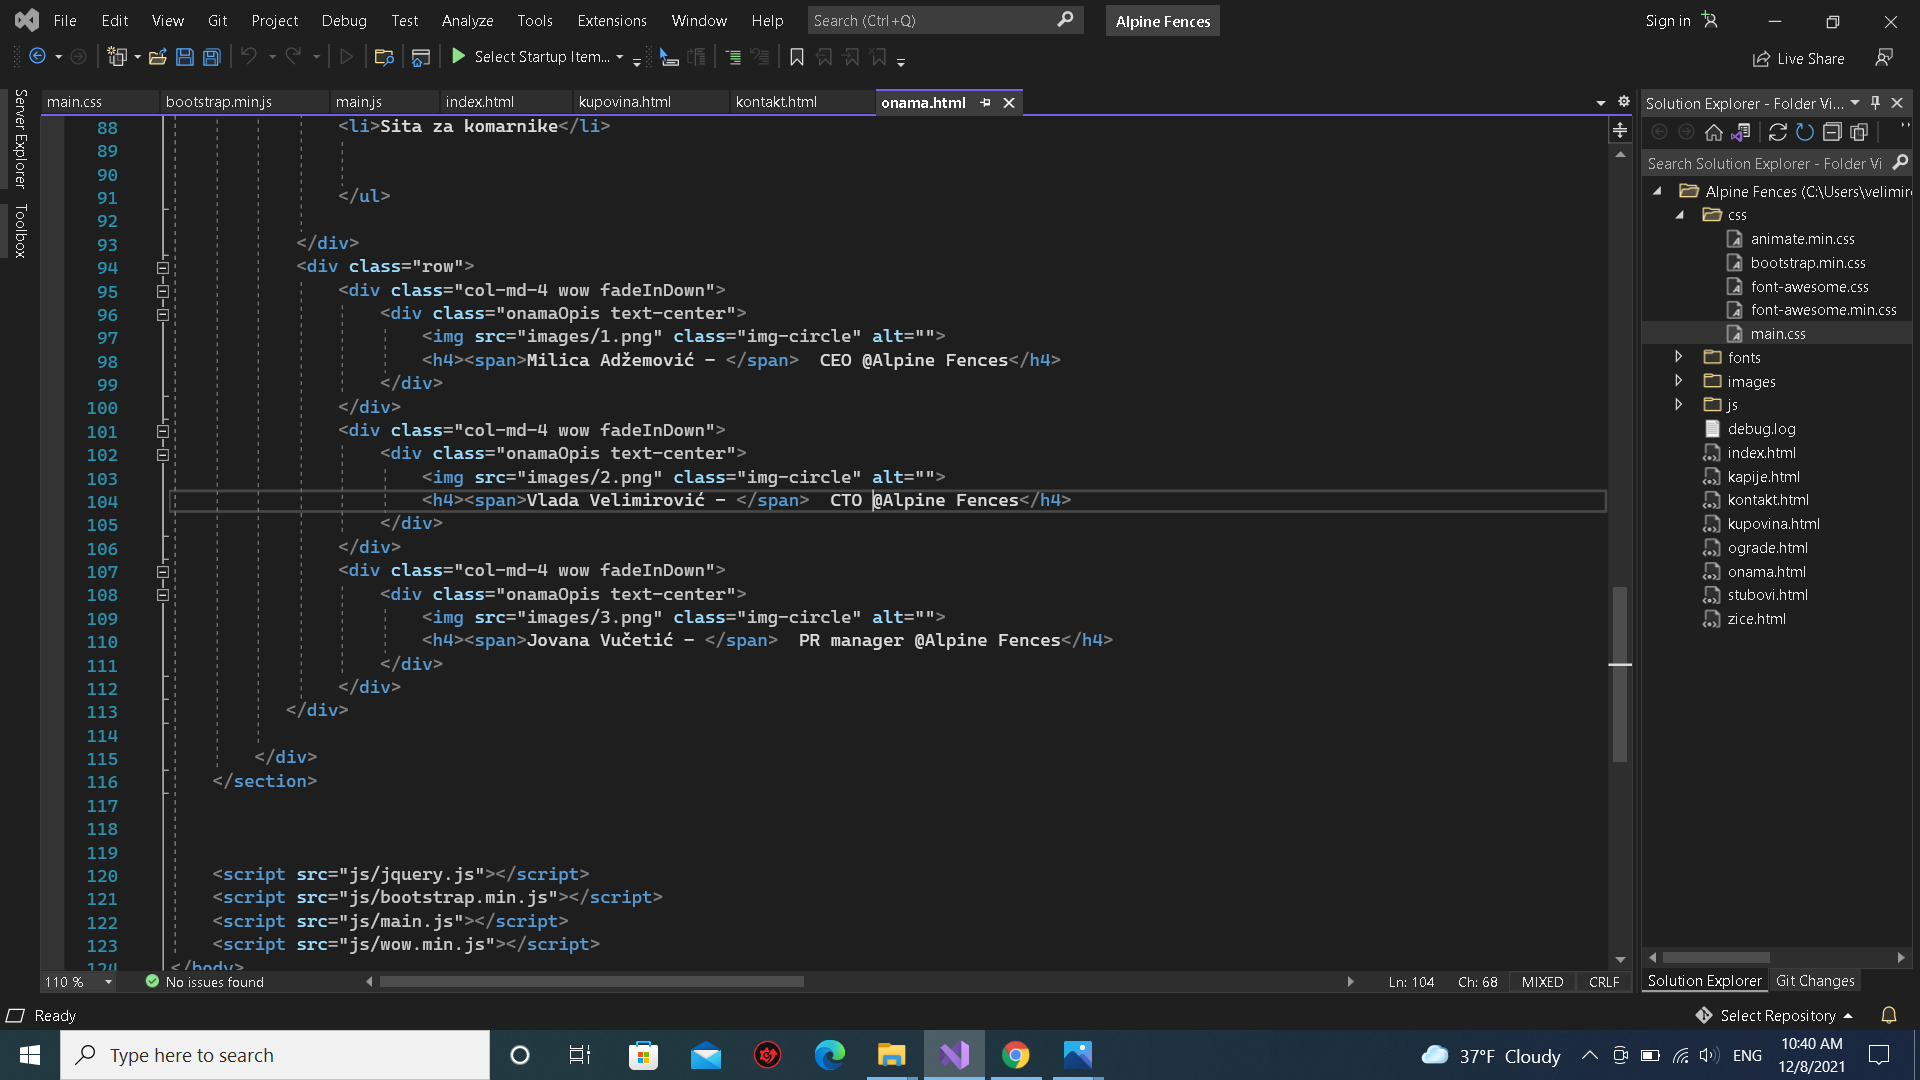 File Edit View Git Project Debug Test Analyze Tools Extensions Window Help Search (Ctrl+Q) Alpine Fences Sign in
Select Startup Item... Live Share
Server Explorer
Toolbox
main.css bootstrap.min.js main.js index.html kupovina.html kontakt.html onama.html
88 <li>Sita za komarnike</li>
89
90
91 </ul>
92
93 </div>
94 <div class="row">
95 <div class="col-md-4 wow fadeInDown">
96 <div class="onamaOpis text-center">
97 <img src="images/1.png" class="img-circle" alt="">
98 <h4><span>Milica Adžemović - </span>  CEO @Alpine Fences</h4>
99 </div>
100 </div>
101 <div class="col-md-4 wow fadeInDown">
102 <div class="onamaOpis text-center">
103 <img src="images/2.png" class="img-circle" alt="">
104 <h4><span>Vlada Velimirović - </span>  CTO @Alpine Fences</h4>
105 </div>
106 </div>
107 <div class="col-md-4 wow fadeInDown">
108 <div class="onamaOpis text-center">
109 <img src="images/3.png" class="img-circle" alt="">
110 <h4><span>Jovana Vučetić - </span>  PR manager @Alpine Fences</h4>
111 </div>
112 </div>
113 </div>
114
115 </div>
116 </section>
117
118
119
120 <script src="js/jquery.js"></script>
121 <script src="js/bootstrap.min.js"></script>
122 <script src="js/main.js"></script>
123 <script src="js/wow.min.js"></script>
124 </body>
110 % No issues found Ln: 104 Ch: 68 MIXED CRLF
Solution Explorer - Folder Vi...
Search Solution Explorer - Folder Vi
Alpine Fences (C:\Users\velimir
css
animate.min.css
bootstrap.min.css
font-awesome.css
font-awesome.min.css
main.css
fonts
images
js
debug.log
index.html
kapije.html
kontakt.html
kupovina.html
ograde.html
onama.html
stubovi.html
zice.html
Solution Explorer Git Changes
Ready Select Repository
Type here to search 37°F Cloudy ENG 10:40 AM
12/8/2021